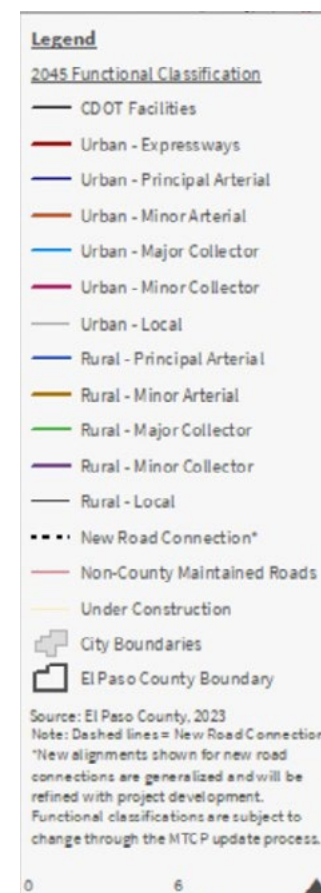 Legend
2045 Functional Classification
CDOT Facilities
Urban - Expressways
Urban - Principal Arterial
Urban - Minor Arterial
Urban - Major Collector
Urban - Minor Collector
Urban - Local
Rural - Principal Arterial
Rural - Minor Arterial
Rural - Major Collector
Rural - Minor Collector
Rural - Local
New Road Connection*
Non-County Maintained Roads
Under Construction
City Boundaries
El Paso County Boundary
Source: El Paso County, 2023
Note: Dashed lines = New Road Connection
*New alignments shown for new road
connections are generalized and will be
refined with project development.
Functional classifications are subject to
change through the MTCP update process.
0 6